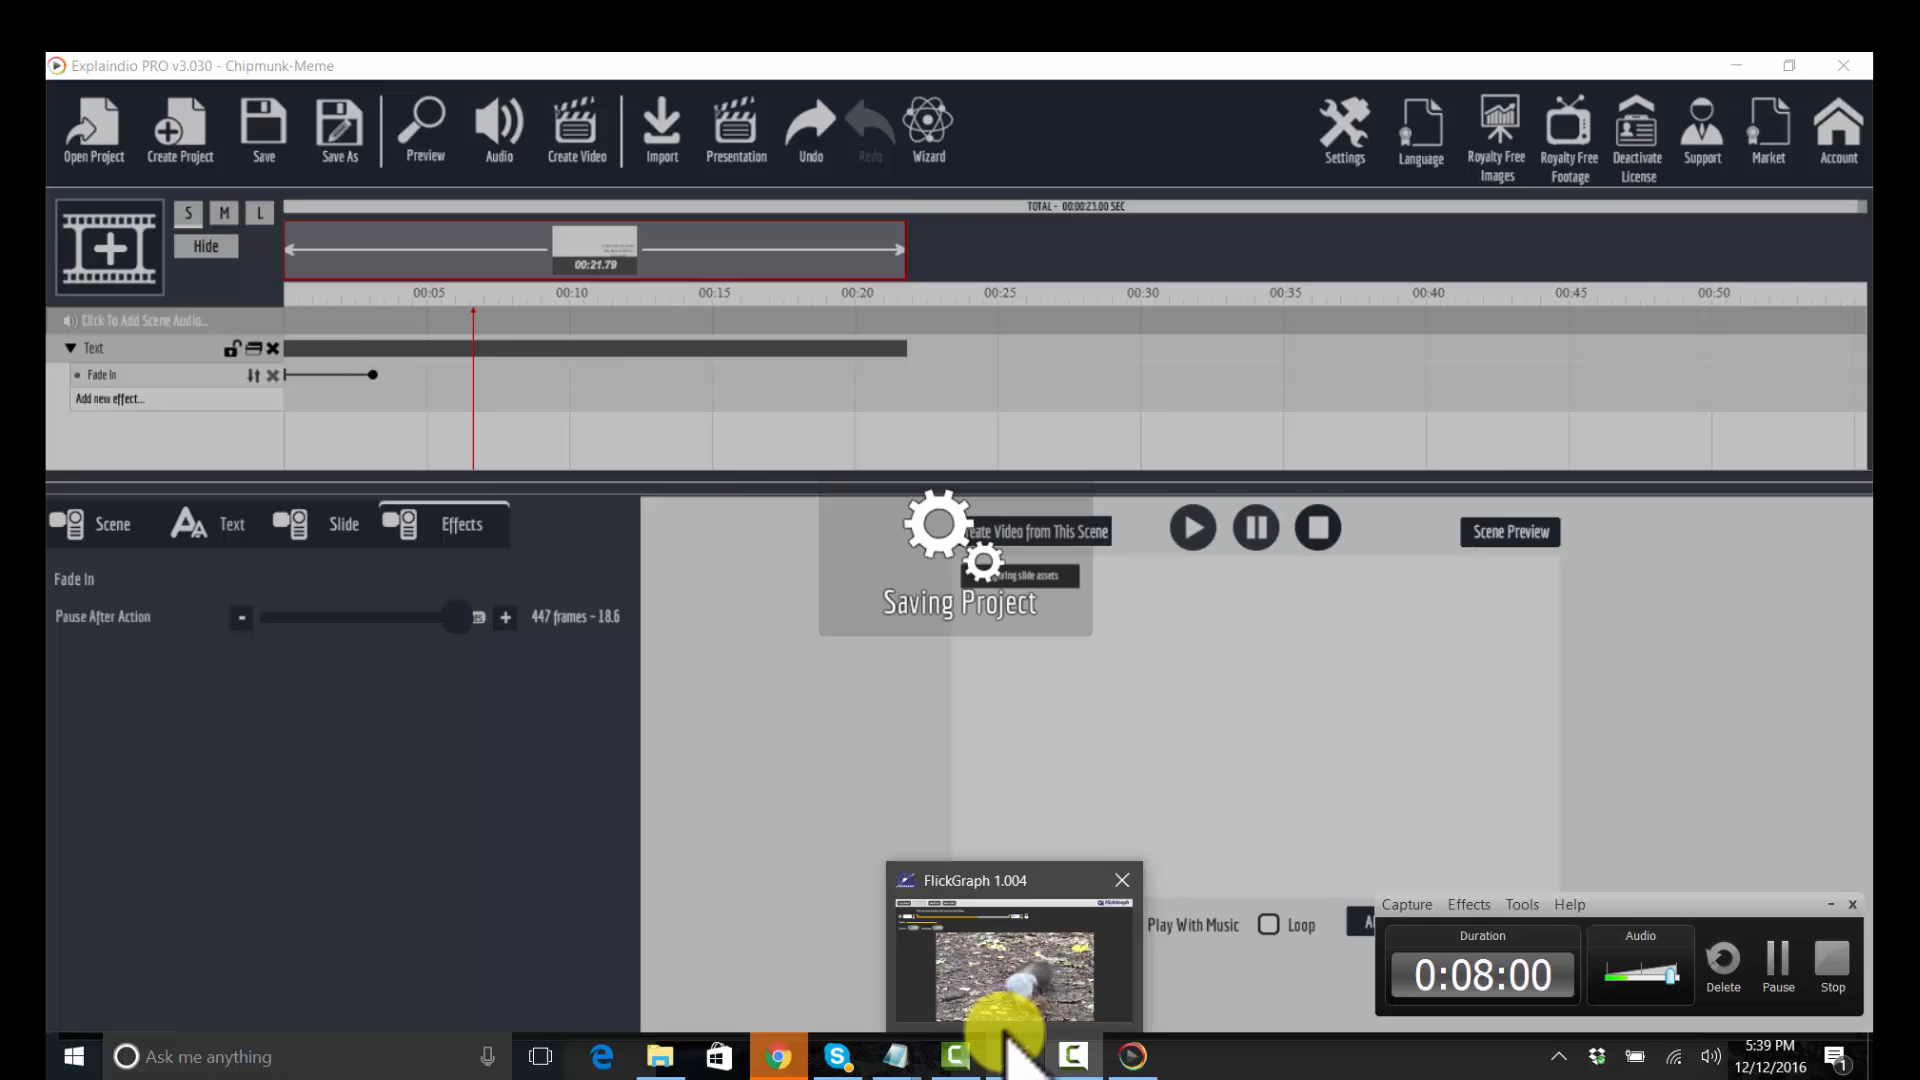 Explaindio PRO v3.030 - Chipmunk-Meme
Open Project
Create Project
Save
Save As
Preview
Audio
Create Video
Import
Presentation
Undo
Redo
Wizard
Settings
Language
Royalty Free
Images
Royalty Free
Footage
Deactivate
License
Support
Market
Account
S M L
Hide
TOTAL - 00:00:23.00 SEC
00:21.79
00:05 00:10 00:15 00:20 00:25 00:30 00:35 00:40 00:45 00:50
Click To Add Scene Audio...
Text
Fade In
Add new effect...
Scene Text Slide Effects
eate Video from This Scene
Scene Preview
ring slide assets
Saving Project
Fade In
Pause After Action - + 447 frames - 18.6
FlickGraph 1.004
Play With Music Loop
Capture Effects Tools Help
Duration
Audio
0:08:00
Delete Pause Stop
Ask me anything
5:39 PM
12/12/2016
1